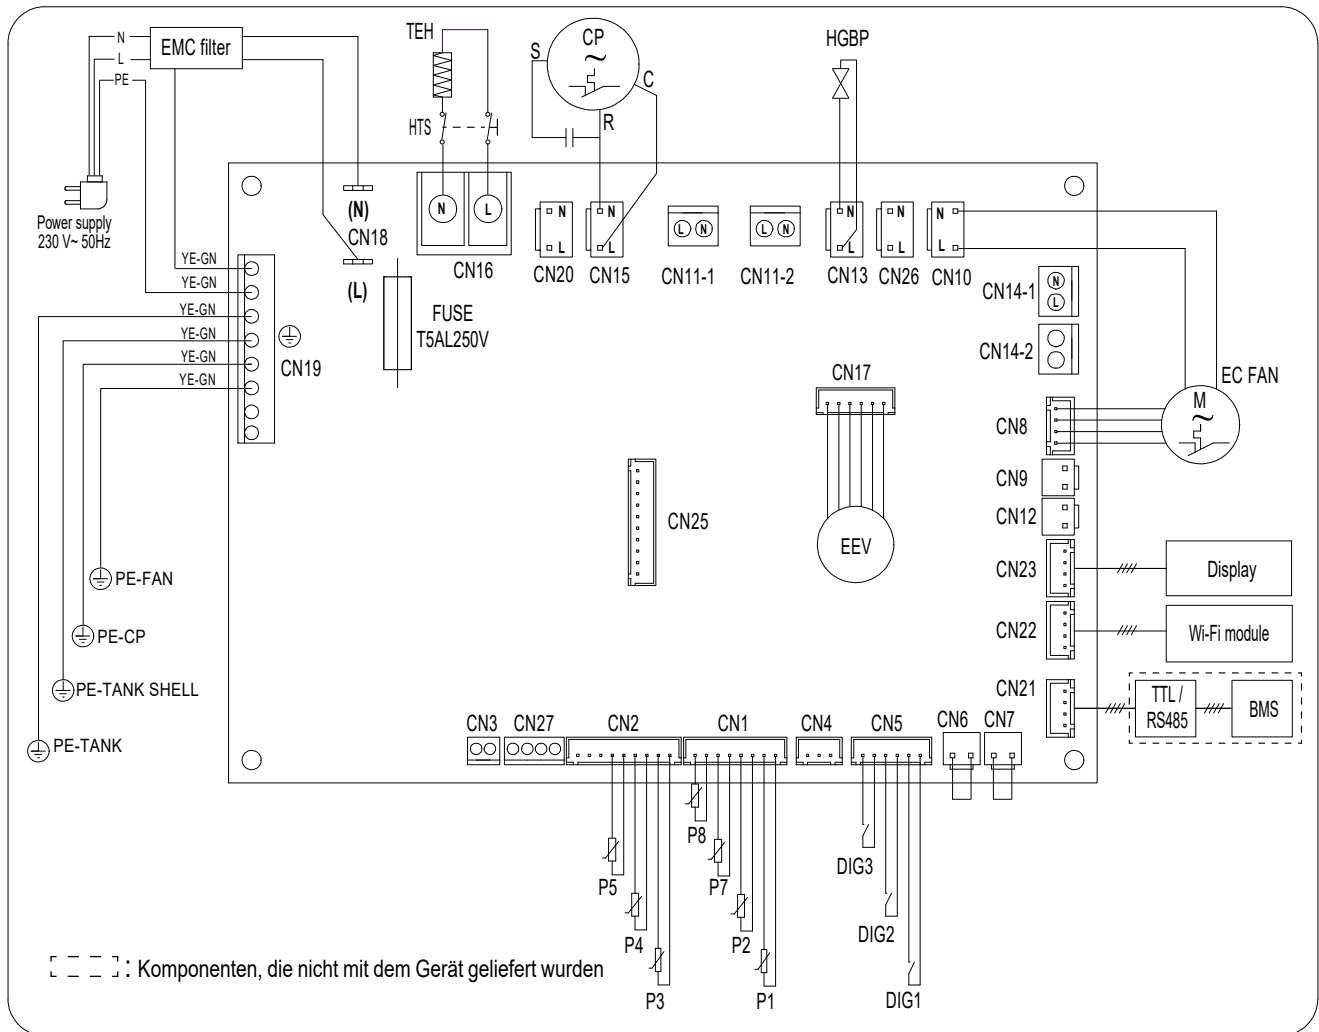 N
L
PE
EMC filter
Power supply
230 V~ 50Hz
TEH
HTS
S
CP
~
C
R
HGBP
(N)
CN18
(L)
N
L
CN16
N
L
CN20
N
L
CN15
L N
CN11-1
L N
CN11-2
N
L
CN13
N
L
CN26
N
L
CN10
YE-GN
YE-GN
YE-GN
YE-GN
YE-GN
YE-GN
CN19
FUSE
T5AL250V
CN14-1
N
L
CN14-2
CN17
EC FAN
M
~
CN8
CN9
CN12
CN25
EEV
CN23
Display
CN22
Wi-Fi module
CN21
TTL /
RS485
BMS
PE-FAN
PE-CP
PE-TANK SHELL
PE-TANK
CN3
CN27
CN2
CN1
CN4
CN5
CN6
CN7
P8
P5
P7
DIG3
P4
P2
DIG2
P3
P1
DIG1
: Komponenten, die nicht mit dem Gerät geliefert wurden